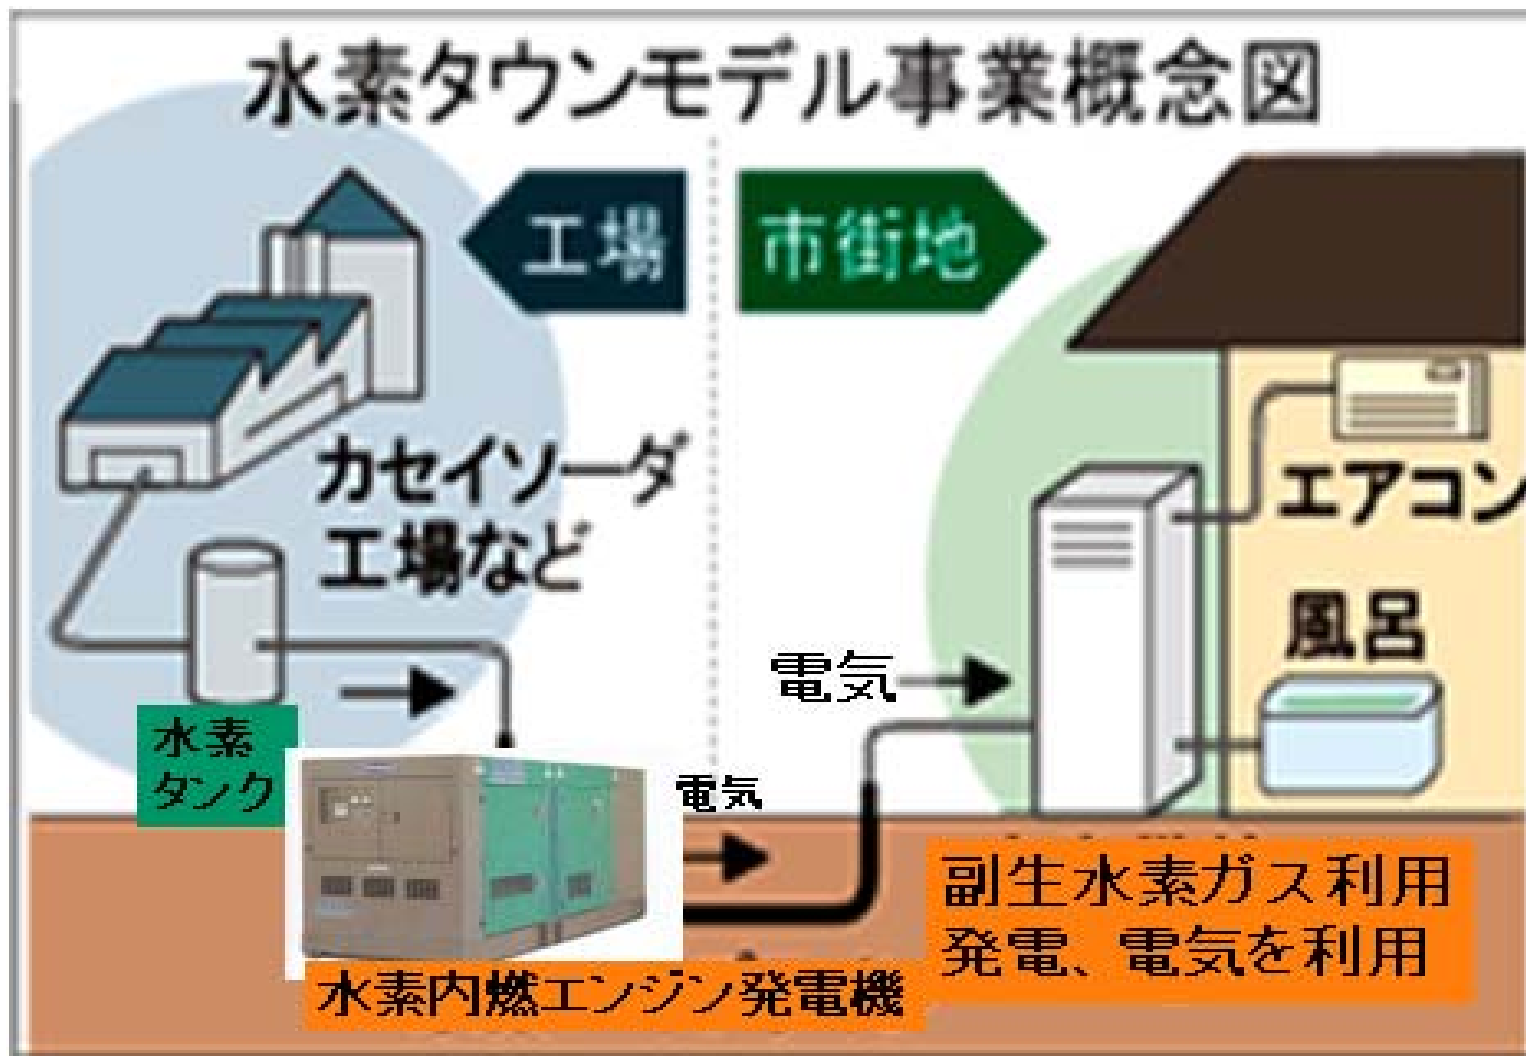 水素タウンモデル事業概念図
工場
市街地
カセイソーダ
工場など
エアコン
風呂
電気
水素
タンク
電気
副生水素ガス利用
発電、電気を利用
水素内燃エンジン発電機